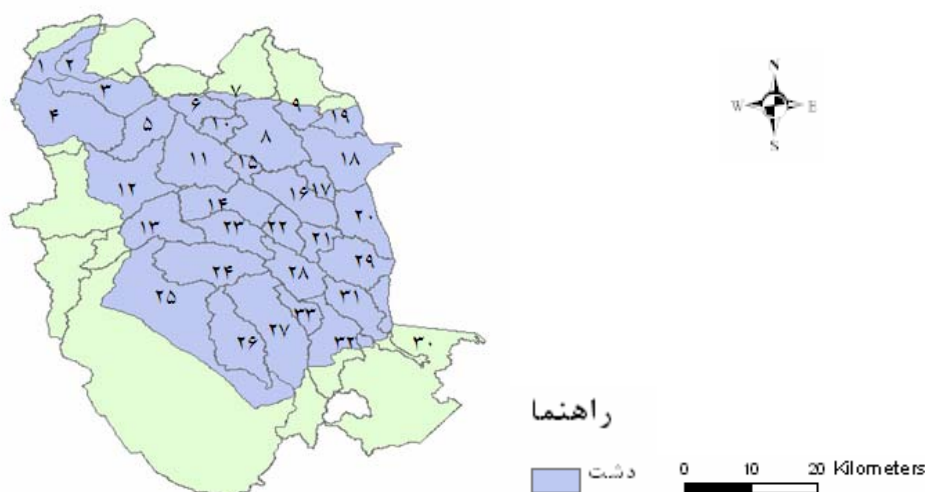 ۱ ۲
۳
۴ ۵ ۶ ۷
۸ ۹
۱۰ ۱۱ ۱۲
۱۳ ۱۴ ۱۵
۱۶ ۱۷
۱۸ ۱۹
۲۰ ۲۱ ۲۲
۲۳ ۲۴
۲۵ ۲۶ ۲۷
۲۸ ۲۹
۳۰ ۳۱
۳۲ ۳۳
N
W E
S
راهنما
دشت
0 10 20 Kilometers